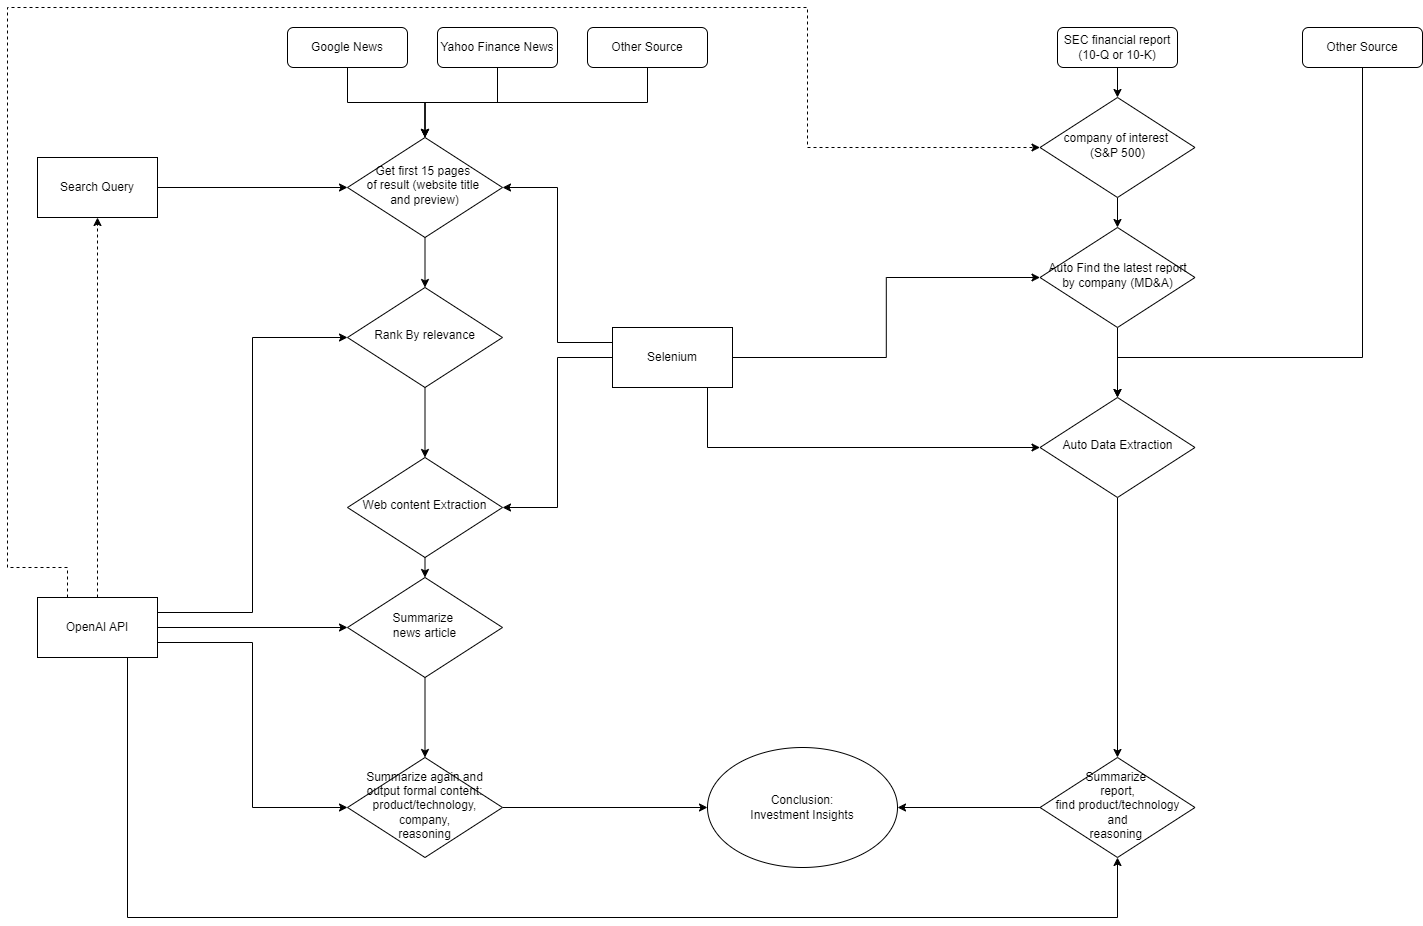 Google News
Yahoo Finance News
Other Source
SEC financial report
(10-Q or 10-K)
Other Source
company of interest
(S&P 500)
Get first 15 pages
of result (website title
and preview)
Search Query
Auto Find the latest report
by company (MD&A)
Rank By relevance
Selenium
Auto Data Extraction
Web content Extraction
Summarize
news article
OpenAI API
Summarize again and
output formal content:
product/technology,
company,
reasoning
Conclusion:
Investment Insights
Summarize
report,
find product/technology
and
reasoning